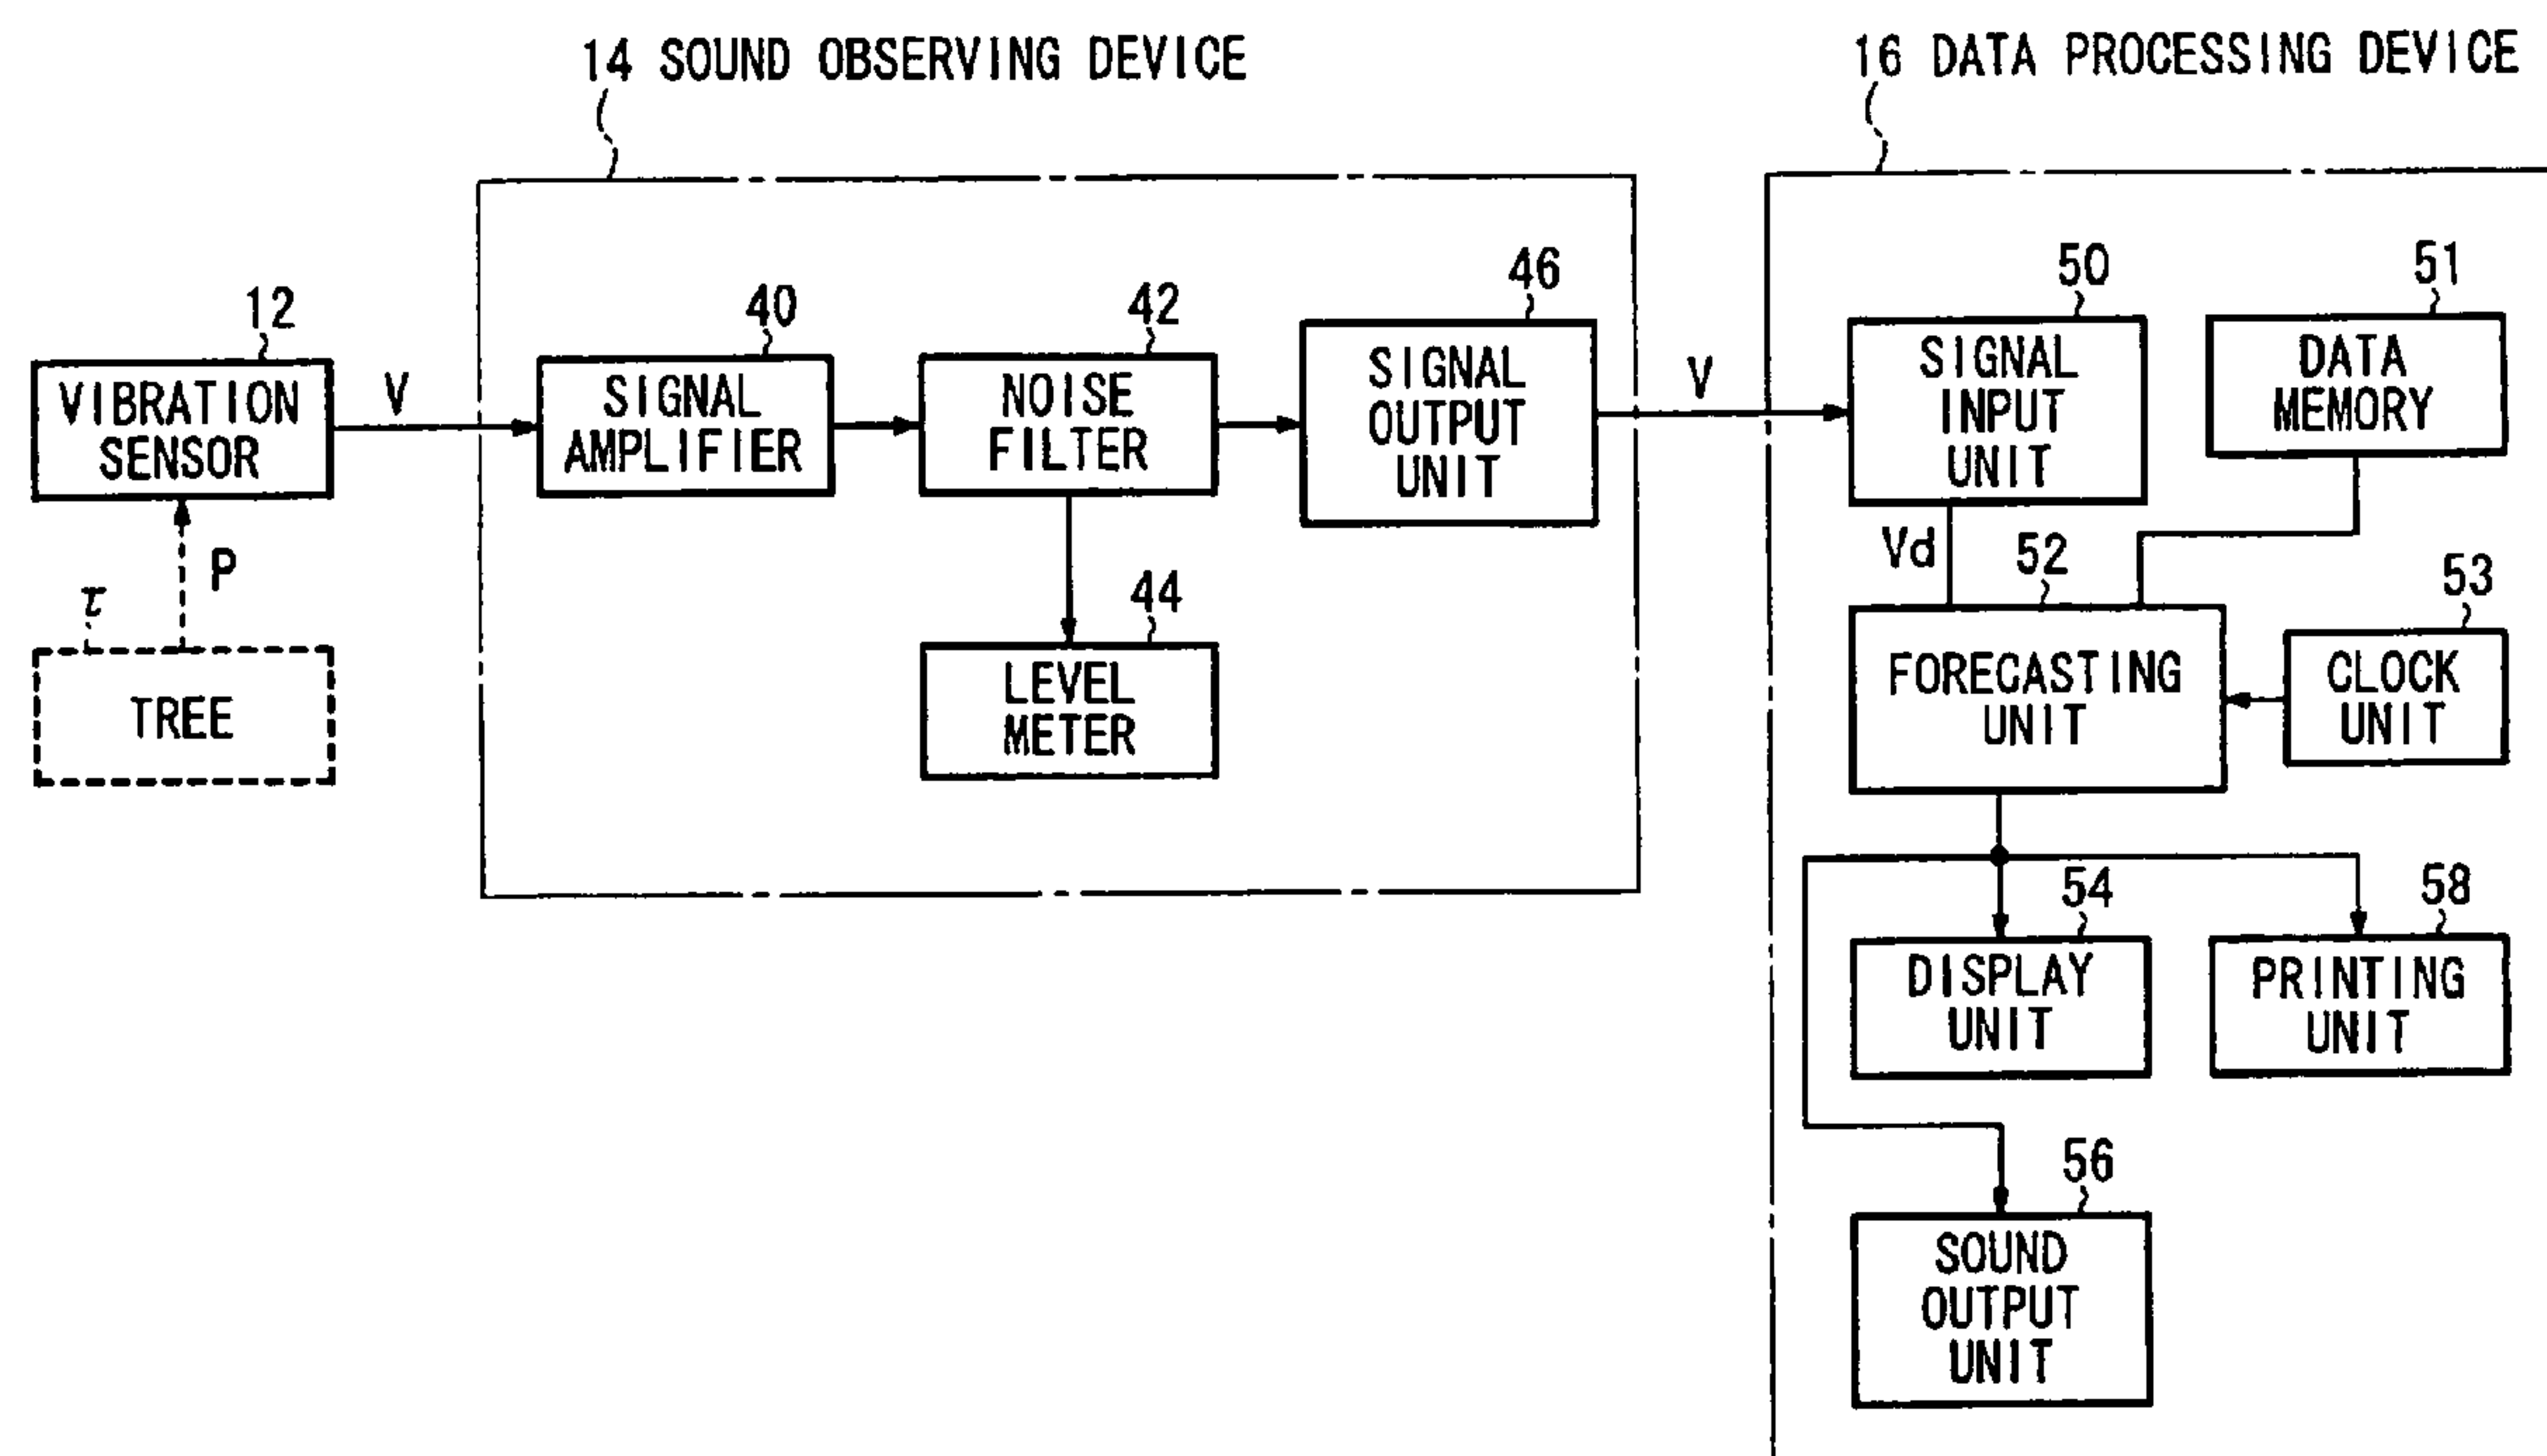 14 SOUND OBSERVING DEVICE
16 DATA PROCESSING DEVICE
12
VIBRATION
SENSOR
V
P
τ
TREE
40
SIGNAL
AMPLIFIER
42
NOISE
FILTER
44
LEVEL
METER
46
SIGNAL
OUTPUT
UNIT
V
50
SIGNAL
INPUT
UNIT
51
DATA
MEMORY
Vd
52
FORECASTING
UNIT
53
CLOCK
UNIT
54
DISPLAY
UNIT
58
PRINTING
UNIT
56
SOUND
OUTPUT
UNIT